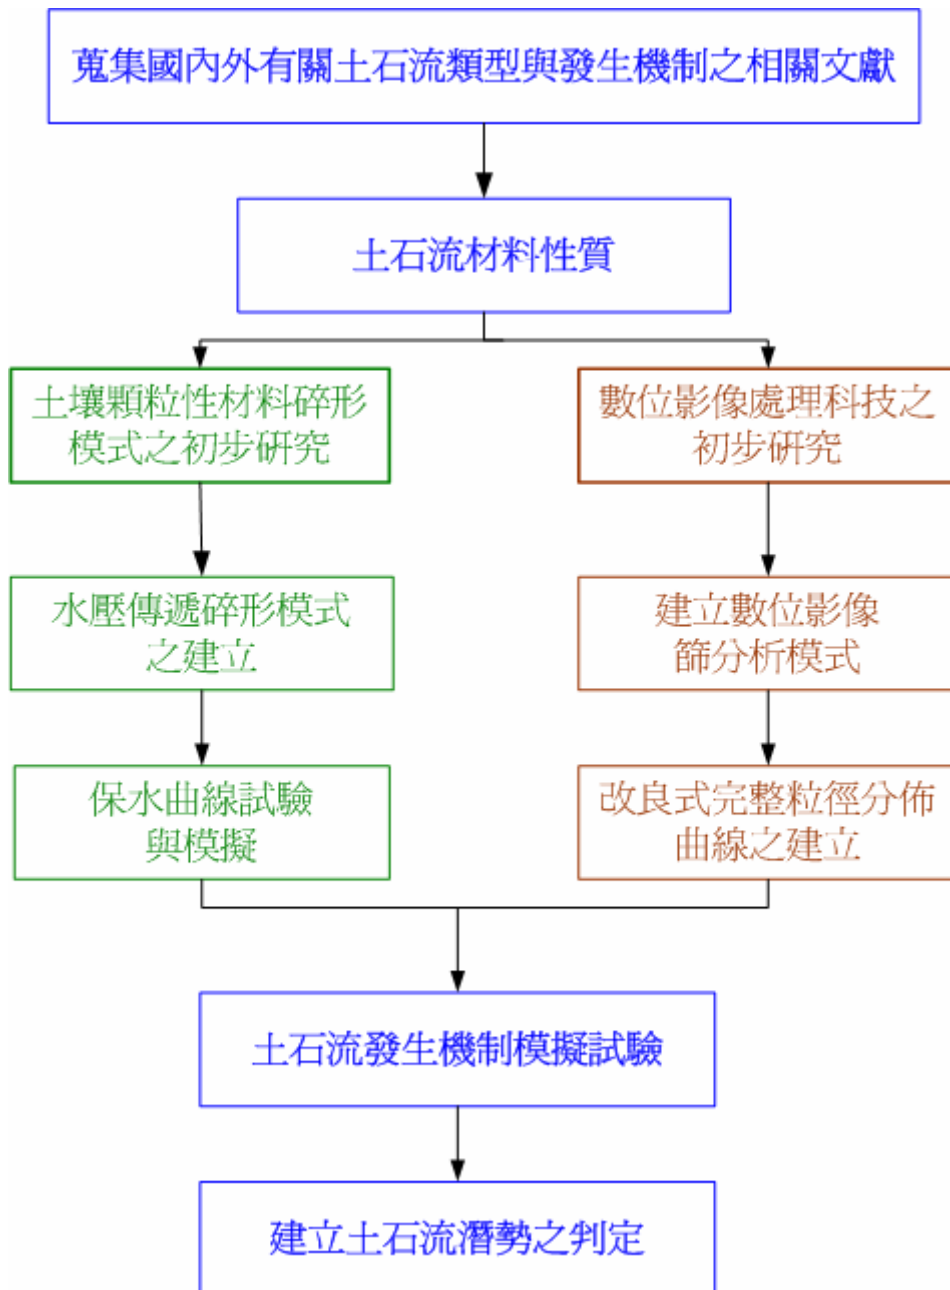 蒐集國內外有關土石流類型與發生機制之相關文獻
土石流材料性質
土壤顆粒性材料碎形
模式之初步研究
數位影像處理科技之
初步研究
水壓傳遞碎形模式
之建立
建立數位影像
篩分析模式
保水曲線試驗
與模擬
改良式完整粒徑分佈
曲線之建立
土石流發生機制模擬試驗
建立土石流潛勢之判定